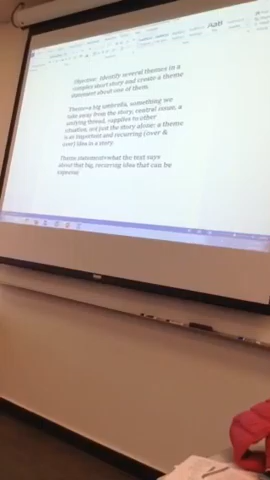 Objective: Identify several themes in a
complex short story and create a theme
statement about one of them.
Theme=a big umbrella, something we
take away from the story, central issue, a
unifying thread, applies to other
situation, not just the story alone; a theme
is an important and recurring (over &
over) idea in a story
Theme statement=what the text says
about that big, recurring idea that can be